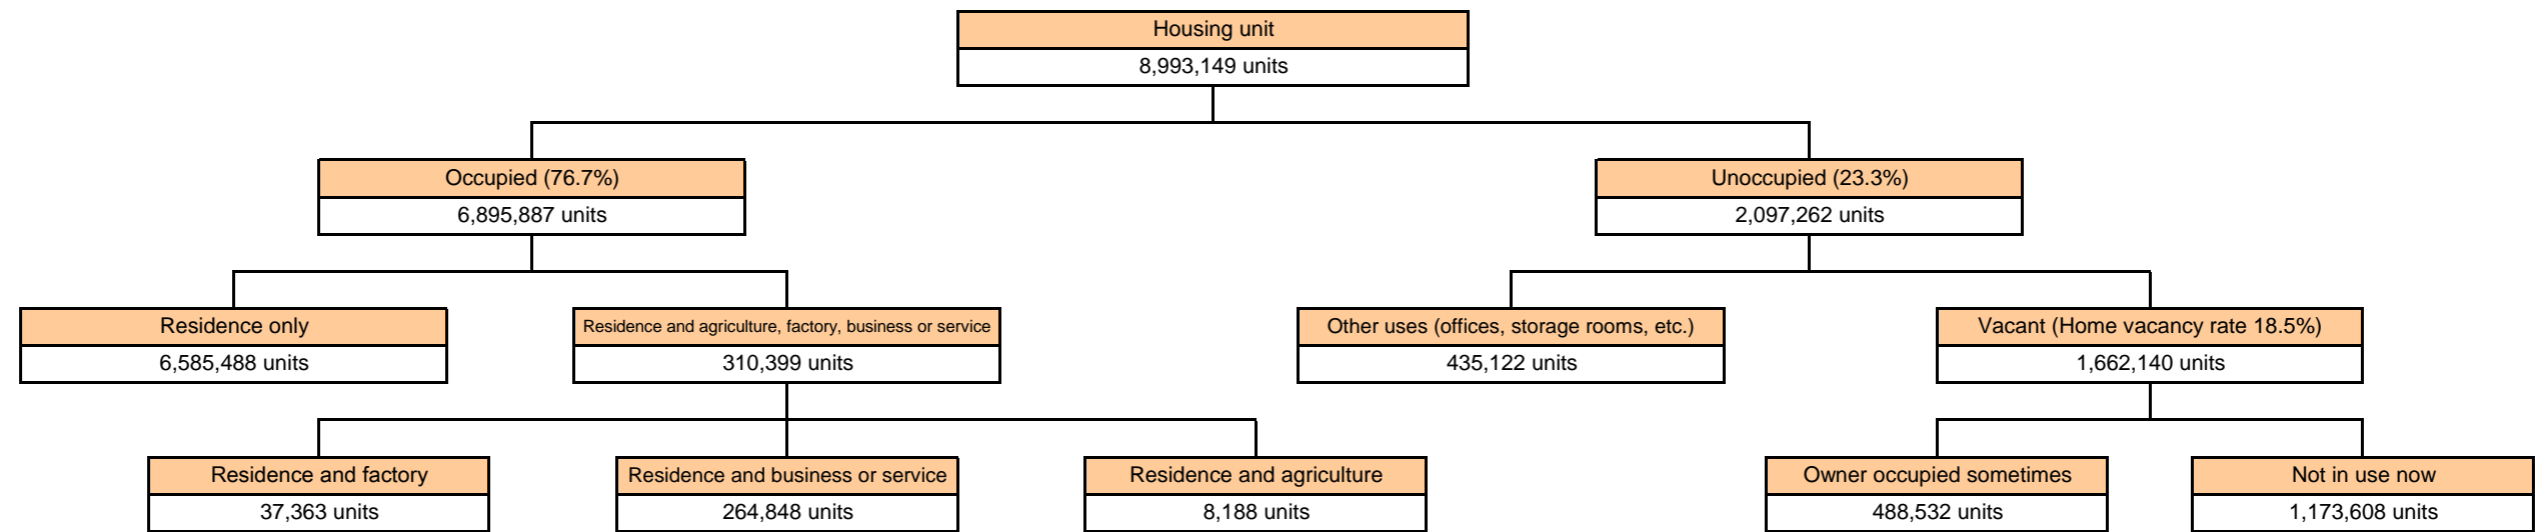 Housing unit
8,993,149 units
Occupied (76.7%)
6,895,887 units
Unoccupied (23.3%)
2,097,262 units
Residence only
6,585,488 units
Residence and agriculture, factory, business or service
310,399 units
Other uses (offices, storage rooms, etc.)
435,122 units
Vacant (Home vacancy rate 18.5%)
1,662,140 units
Residence and factory
37,363 units
Residence and business or service
264,848 units
Residence and agriculture
8,188 units
Owner occupied sometimes
488,532 units
Not in use now
1,173,608 units